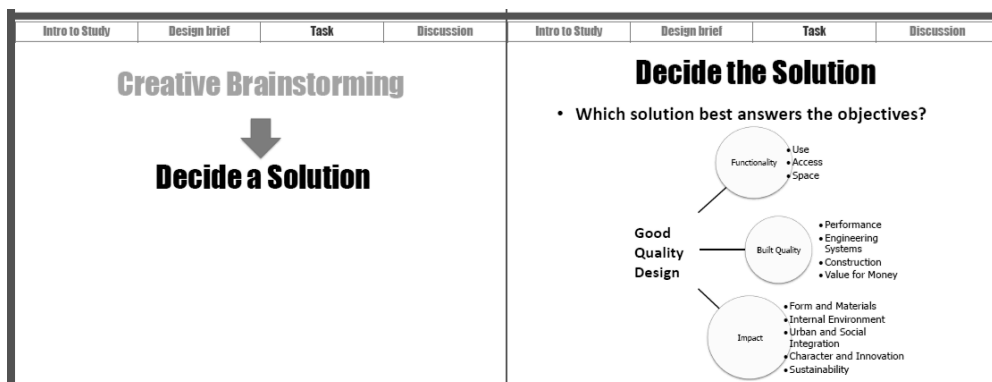 Intro to Study Design brief Task Discussion
Creative Brainstorming
Decide a Solution
Intro to Study Design brief Task Discussion
Decide the Solution
• Which solution best answers the objectives?
Good
Quality
Design
Functionality
•Use
•Access
•Space
Built Quality
•Performance
•Engineering
Systems
•Construction
•Value for Money
Impact
•Form and Materials
•Internal Environment
•Urban and Social
Integration
•Character and Innovation
•Sustainability